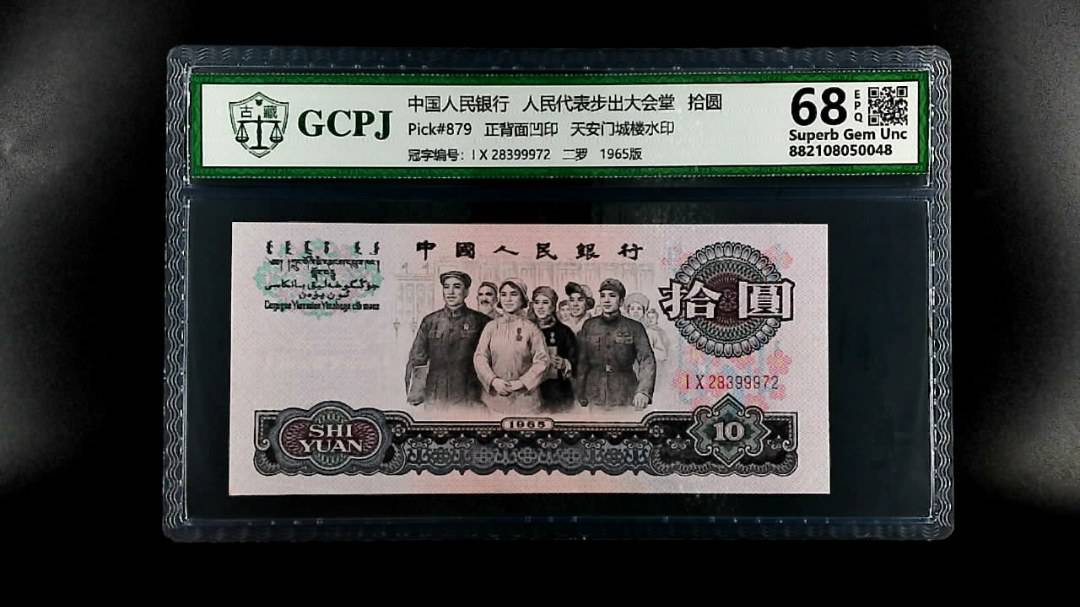 古藏
GCPJ
中国人民银行 人民代表步出大会堂 拾圆
Pick#879 正背面凹印 天安门城楼水印
冠字编号: I X 28399972 二罗 1965版
68 EPQ
Superb Gem Unc
882108050048
中國人民銀行
拾圓
I X 28399972
1965
SHI
YUAN
10